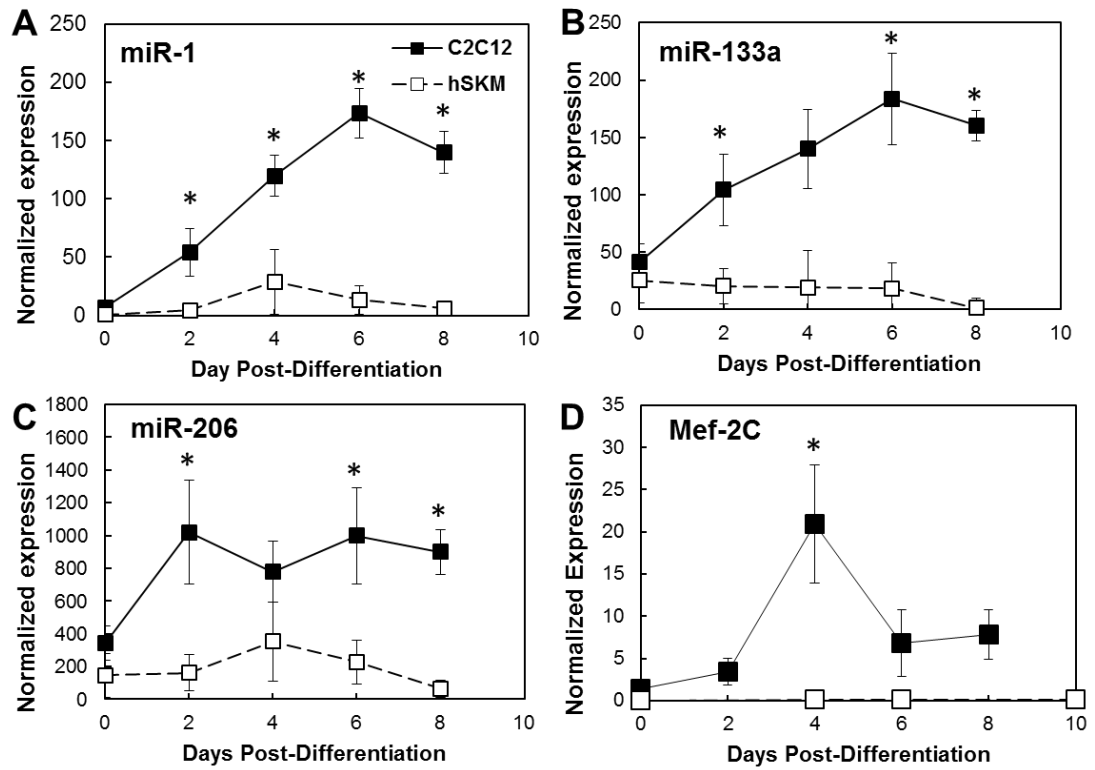 A
miR-1
C2C12
hSKM
Normalized expression
250
200
150
100
50
0
* * * *
0 2 4 6 8 10
Day Post-Differentiation
B
miR-133a
Normalized expression
250
200
150
100
50
0
* * *
0 2 4 6 8 10
Days Post-Differentiation
C
miR-206
Normalized expression
1800
1600
1400
1200
1000
800
600
400
200
0
* * *
0 2 4 6 8 10
Days Post-Differentiation
D
Mef-2C
Normalized Expression
35
30
25
20
15
10
5
0
*
0 2 4 6 8 10
Days Post-Differentiation